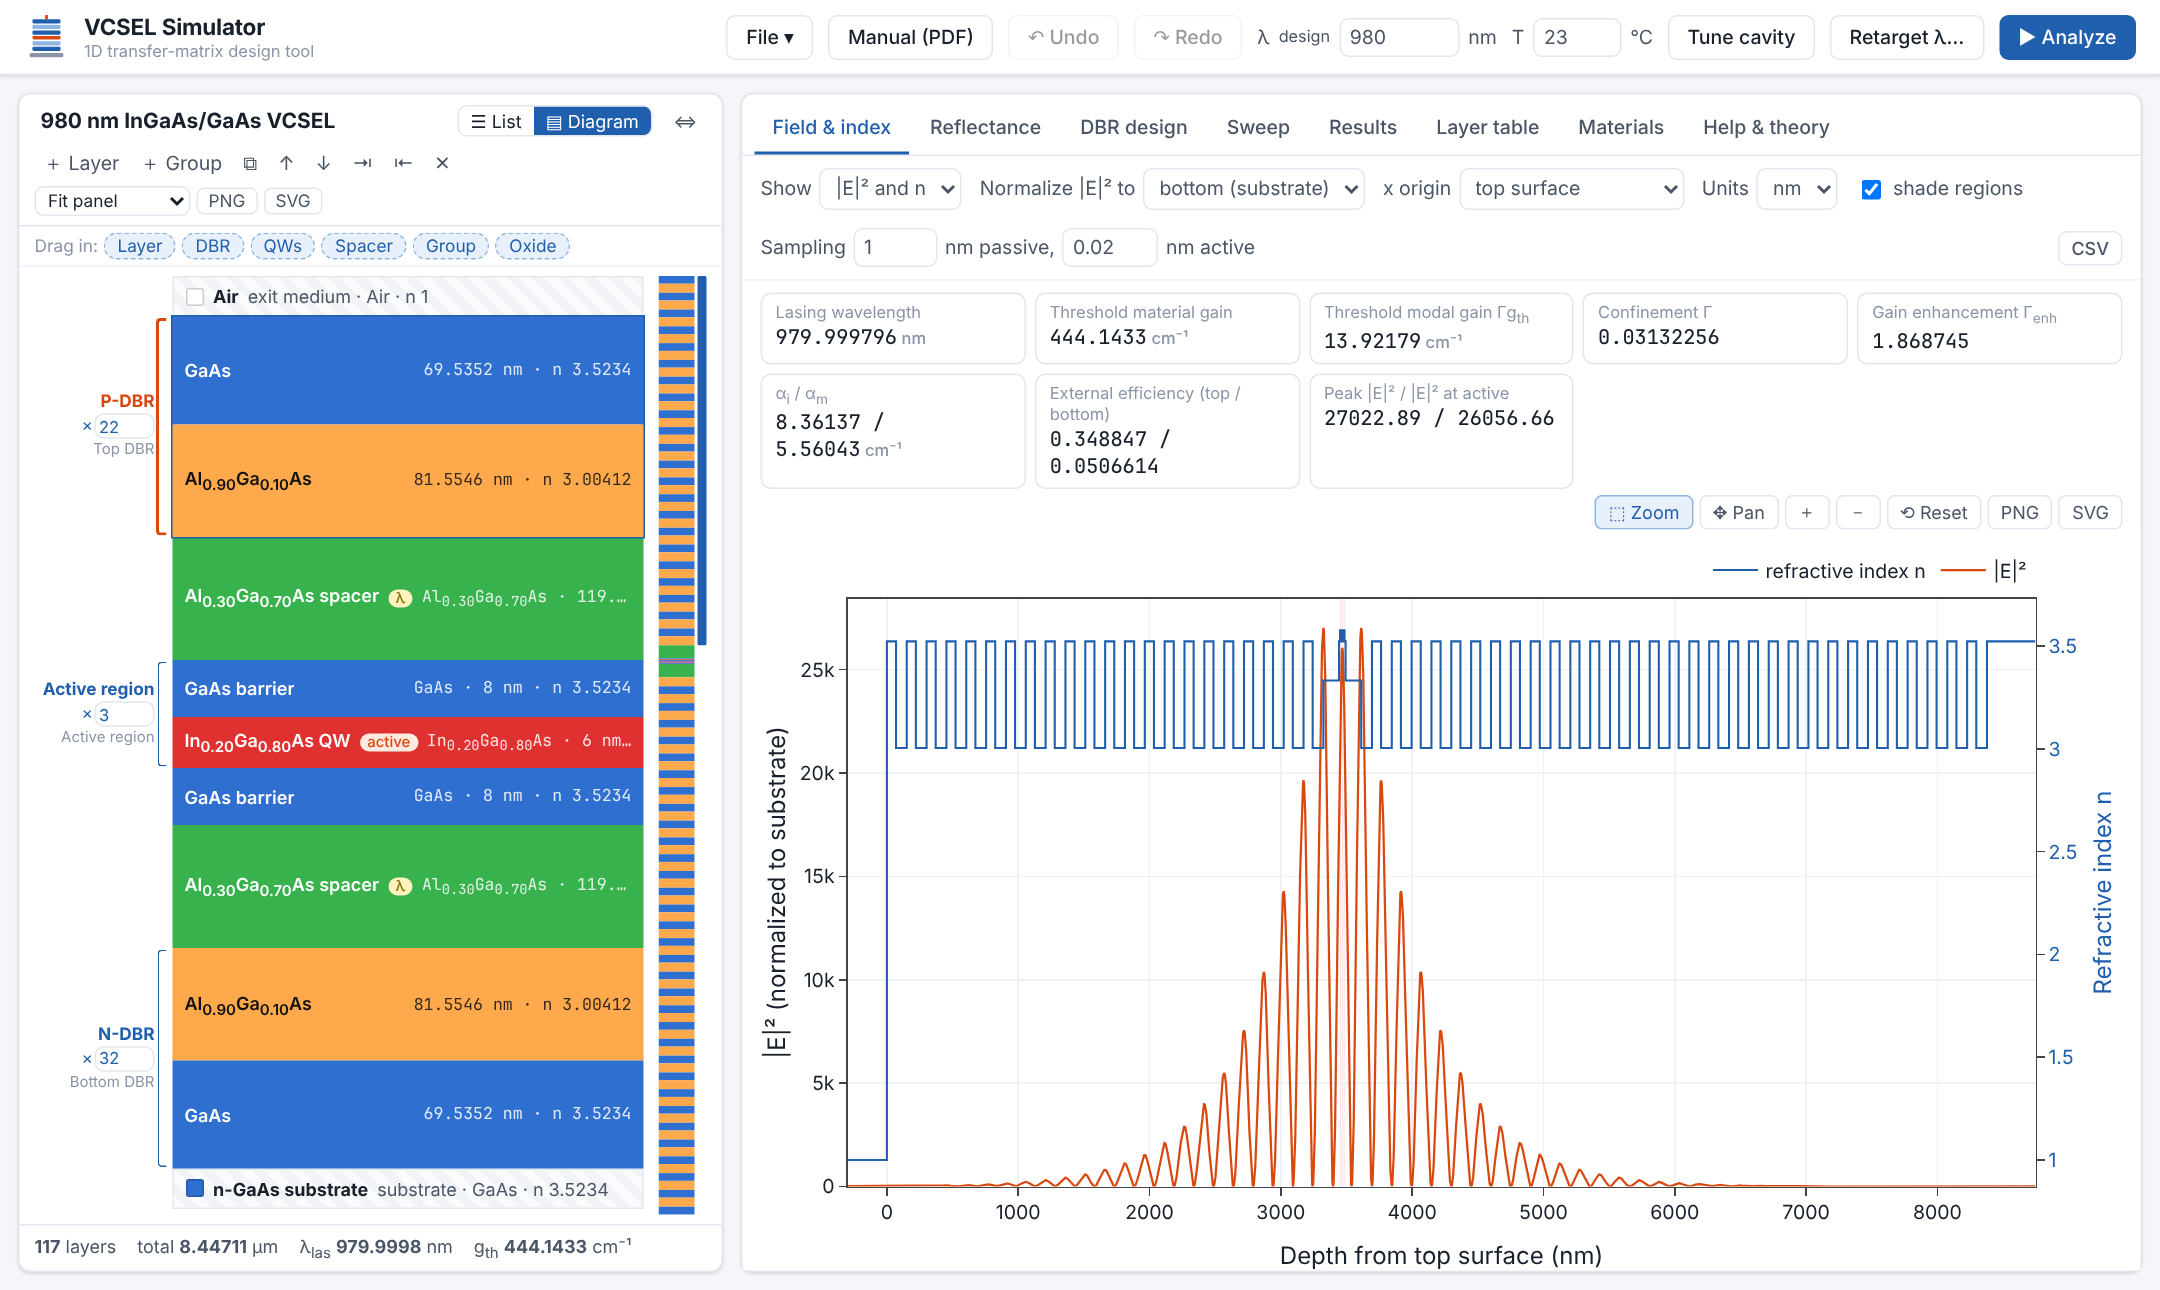 VCSEL Simulator
1D transfer-matrix design tool
File ▾
Manual (PDF)
↶ Undo
↷ Redo
λ design 980 nm
T 23 °C
Tune cavity
Retarget λ...
▶ Analyze
980 nm InGaAs/GaAs VCSEL
☰ List
▤ Diagram
⇔
+ Layer + Group ⧉ ↑ ↓ ⇥ ⇤ ✕
Fit panel PNG SVG
Drag in: Layer DBR QWs Spacer Group Oxide
Air exit medium · Air · n 1
P-DBR
× 22
Top DBR
GaAs 69.5352 nm · n 3.5234
Al0.90Ga0.10As 81.5546 nm · n 3.00412
Al0.30Ga0.70As spacer λ Al0.30Ga0.70As · 119.…
Active region
× 3
Active region
GaAs barrier GaAs · 8 nm · n 3.5234
In0.20Ga0.80As QW active In0.20Ga0.80As · 6 nm…
GaAs barrier GaAs · 8 nm · n 3.5234
Al0.30Ga0.70As spacer λ Al0.30Ga0.70As · 119.…
N-DBR
× 32
Bottom DBR
Al0.90Ga0.10As 81.5546 nm · n 3.00412
GaAs 69.5352 nm · n 3.5234
n-GaAs substrate substrate · GaAs · n 3.5234
117 layers total 8.44711 µm λlas 979.9998 nm gth 444.1433 cm⁻¹
Field & index Reflectance DBR design Sweep Results Layer table Materials Help & theory
Show |E|² and n Normalize |E|² to bottom (substrate) x origin top surface Units nm shade regions
Sampling 1 nm passive, 0.02 nm active
CSV
Lasing wavelength
979.999796 nm
Threshold material gain
444.1433 cm⁻¹
Threshold modal gain Γgth
13.92179 cm⁻¹
Confinement Γ
0.03132256
Gain enhancement Γenh
1.868745
αi / αm
8.36137 /
5.56043 cm⁻¹
External efficiency (top /
bottom)
0.348847 /
0.0506614
Peak |E|² / |E|² at active
27022.89 / 26056.66
Zoom Pan + − ⟲ Reset PNG SVG
refractive index n |E|²
|E|² (normalized to substrate)
25k
20k
15k
10k
5k
0
3.5
3
2.5
2
1.5
1
Refractive index n
0 1000 2000 3000 4000 5000 6000 7000 8000
Depth from top surface (nm)